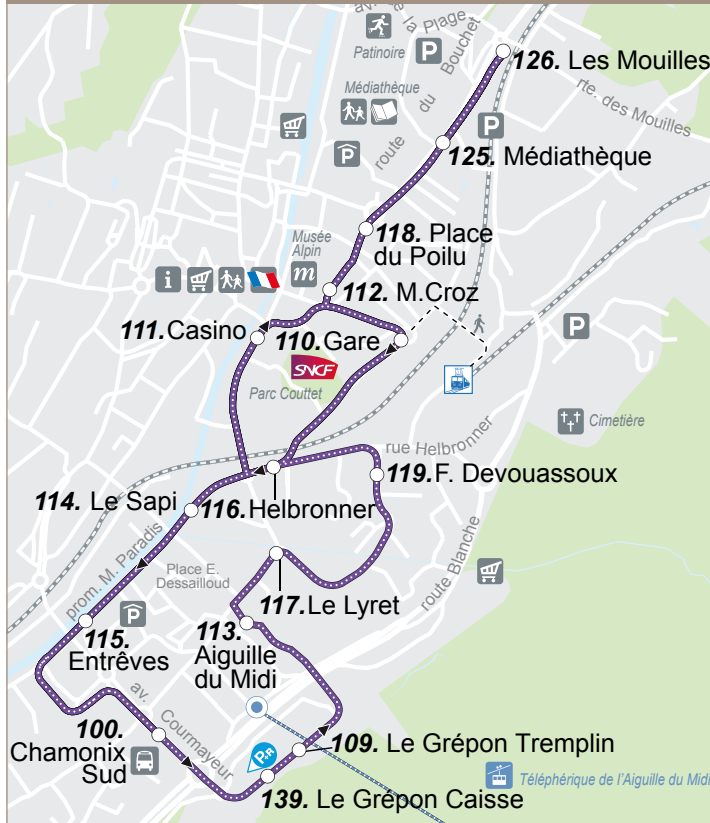 la Plage
Patinoire
P
Bouchet
126. Les Mouilles
Médiathèque
du
rte. des Mouilles
P
route
P
125. Médiathèque
118. Place
du Poilu
Musée
Alpin
m
i
112. M.Croz
111.Casino
110.Gare
P
SNCF
Parc Couttet
Cimetière
rue Helbronner
119.F. Devouassoux
114. Le Sapi
116.Helbronner
prom. M. Paradis
Place E.
Dessailloud
route Blanche
117.Le Lyret
P
115.
Entrêves
113.
Aiguille
du Midi
av.
Courmayeur
100.
Chamonix
Sud
P+R
109. Le Grépon Tremplin
Téléphérique de l'Aiguille du Midi
139. Le Grépon Caisse